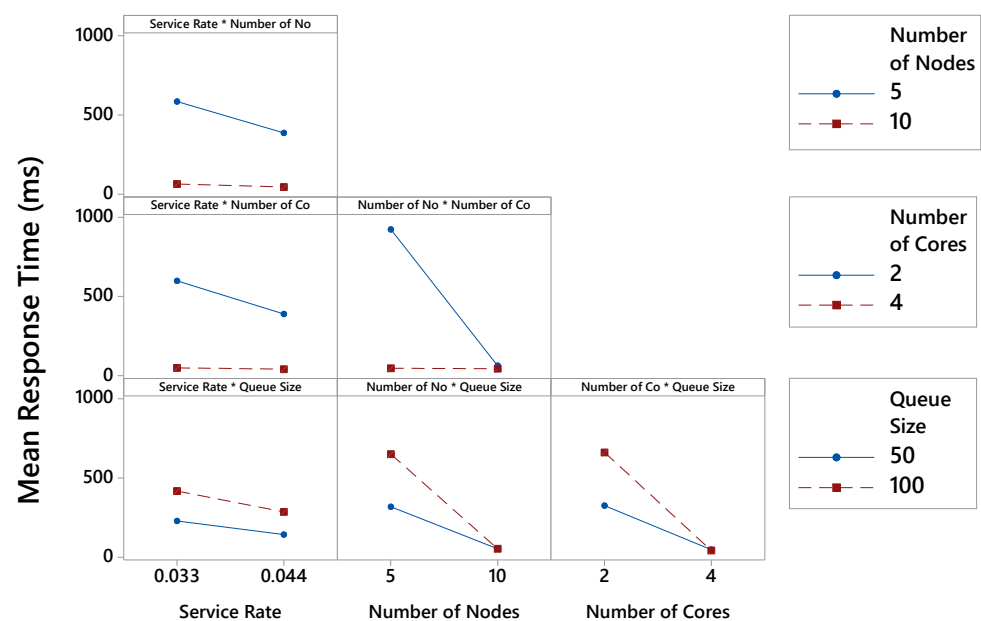 Service Rate * Number of No
1000
500
0
Number
of Nodes
5
10
Service Rate * Number of Co
Number of No * Number of Co
1000
500
0
Number
of Cores
2
4
Service Rate * Queue Size
Number of No * Queue Size
Number of Co * Queue Size
1000
500
0
Queue
Size
50
100
Mean Response Time (ms)
0.033
0.044
5
10
2
4
Service Rate
Number of Nodes
Number of Cores